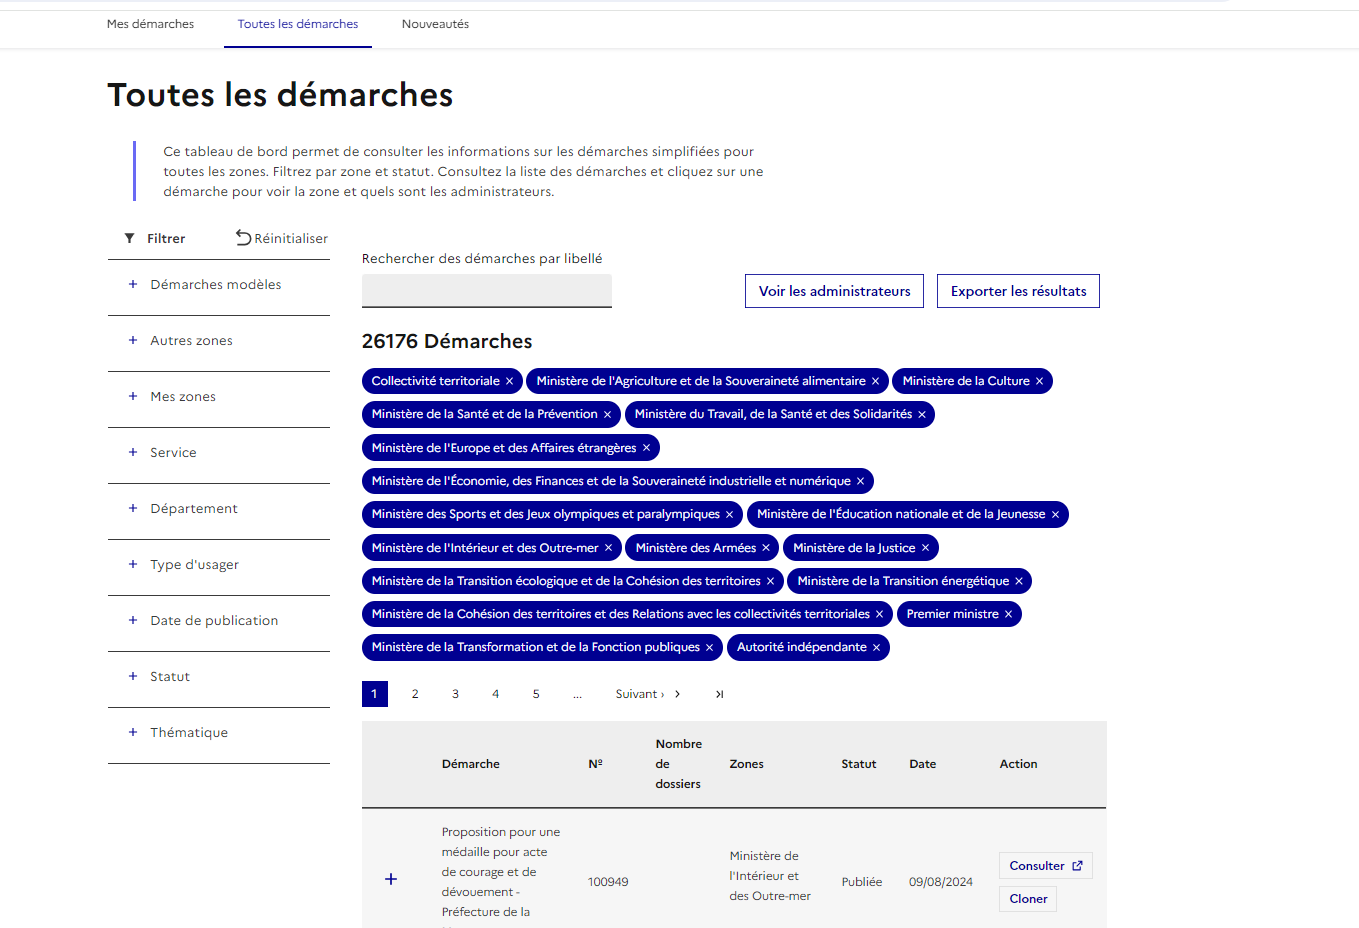 Mes démarches
Toutes les démarches
Nouveautés
Toutes les démarches
Ce tableau de bord permet de consulter les informations sur les démarches simplifiées pour
toutes les zones. Filtrez par zone et statut. Consultez la liste des démarches et cliquez sur une
démarche pour voir la zone et quels sont les administrateurs.
Filtrer
Réinitialiser
+ Démarches modèles
+ Autres zones
+ Mes zones
+ Service
+ Département
+ Type d'usager
+ Date de publication
+ Statut
+ Thématique
Rechercher des démarches par libellé
Voir les administrateurs
Exporter les résultats
26176 Démarches
Collectivité territoriale ×
Ministère de l'Agriculture et de la Souveraineté alimentaire ×
Ministère de la Culture ×
Ministère de la Santé et de la Prévention ×
Ministère du Travail, de la Santé et des Solidarités ×
Ministère de l'Europe et des Affaires étrangères ×
Ministère de l'Économie, des Finances et de la Souveraineté industrielle et numérique ×
Ministère des Sports et des Jeux olympiques et paralympiques ×
Ministère de l'Éducation nationale et de la Jeunesse ×
Ministère de l'Intérieur et des Outre-mer ×
Ministère des Armées ×
Ministère de la Justice ×
Ministère de la Transition écologique et de la Cohésion des territoires ×
Ministère de la Transition énergétique ×
Ministère de la Cohésion des territoires et des Relations avec les collectivités territoriales ×
Premier ministre ×
Ministère de la Transformation et de la Fonction publiques ×
Autorité indépendante ×
1 2 3 4 5 ... Suivant ›
Démarche
Nº
Nombre
de
dossiers
Zones
Statut
Date
Action
+
Proposition pour une
médaille pour acte
de courage et de
dévouement -
Préfecture de la
100949
Ministère de
l'Intérieur et
des Outre-mer
Publiée
09/08/2024
Consulter
Cloner